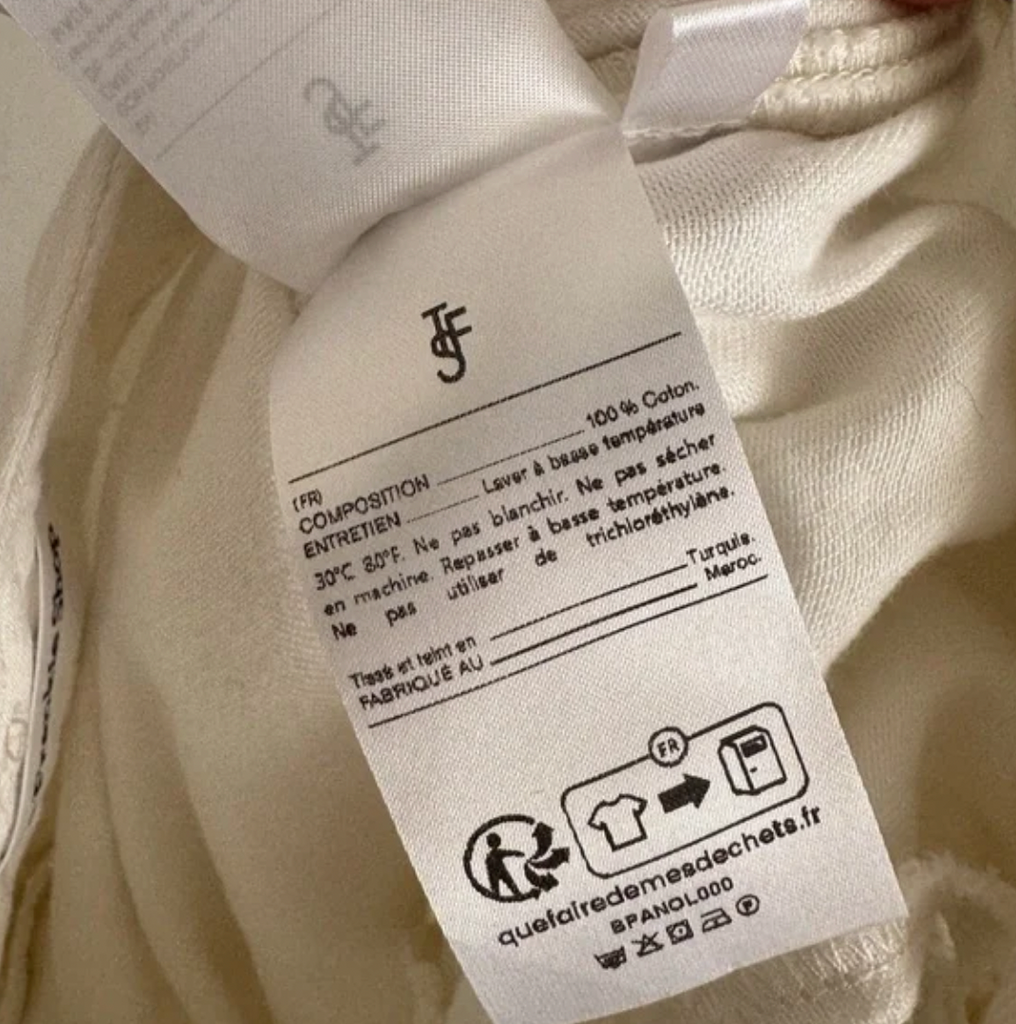 (FR)
COMPOSITION 100 % Coton.
ENTRETIEN Laver à basse température
30°C 80°F. Ne pas blanchir. Ne pas sécher
en machine. Repasser à basse température.
Ne pas utiliser de trichloréthylène.
Tissé et teint en Turquie.
FABRIQUÉ AU Maroc.
FR
quefairedemesdechets.fr
BPANOL000